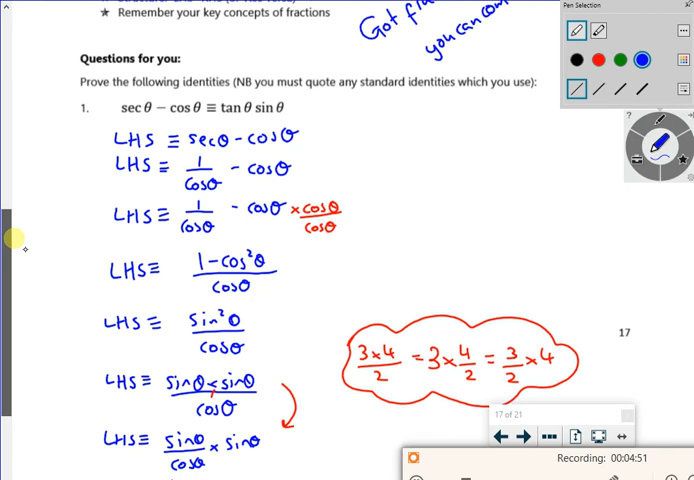 ★ Remember your key concepts of fractions
Got
you can
Questions for you:
Prove the following identities (NB you must quote any standard identities which you use):
1. sec θ − cos θ ≡ tan θ sin θ
LHS ≡ secθ - cosθ
LHS ≡ 1/cosθ - cosθ
LHS ≡ 1/cosθ - cosθ × cosθ/cosθ
LHS ≡ 1-cos²θ/cosθ
LHS ≡ sin²θ/cosθ
LHS ≡ sinθ × sinθ/cosθ
LHS ≡ sinθ/cosθ × sinθ
3×4/2 = 3×4/2 = 3/2×4
17
Pen Selection
?
17 of 21
Recording: 00:04:51